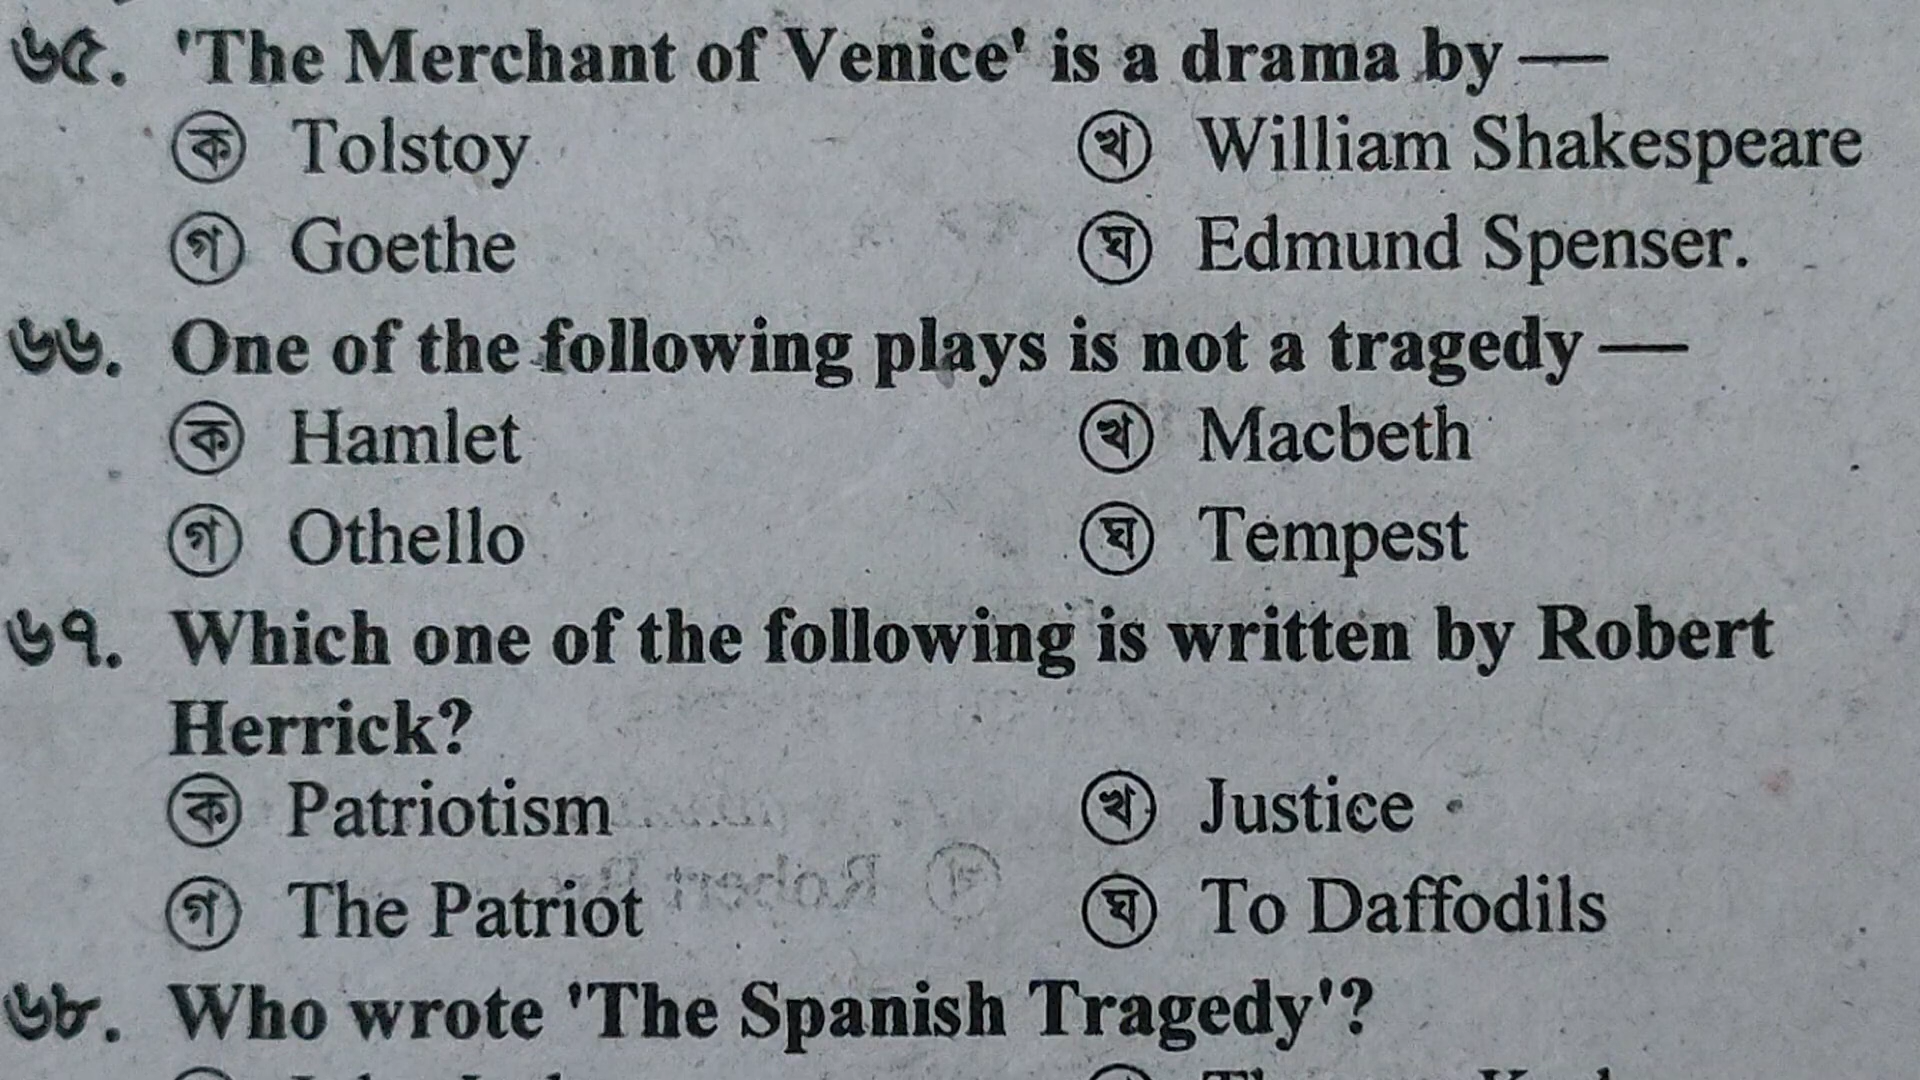 ৬৫. 'The Merchant of Venice' is a drama by —
ক Tolstoy খ William Shakespeare
গ Goethe ঘ Edmund Spenser.
৬৬. One of the following plays is not a tragedy —
ক Hamlet খ Macbeth
গ Othello ঘ Tempest
৬৭. Which one of the following is written by Robert
Herrick?
ক Patriotism খ Justice
গ The Patriot ঘ To Daffodils
৬৮. Who wrote 'The Spanish Tragedy'?